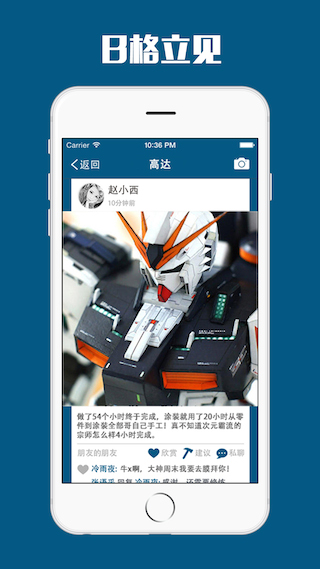 日格立见
Carrier 10:36 PM
返回 高达
赵小西
10分钟前
做了54个小时终于完成，涂装就用了20小时从零
件到涂装全部哥自己手工！真不知道次元霸流的
宗师怎么样4小时完成。
朋友的朋友 欣赏 建议 私聊
冷雨夜: 牛x啊，大神周末我要去膜拜你！